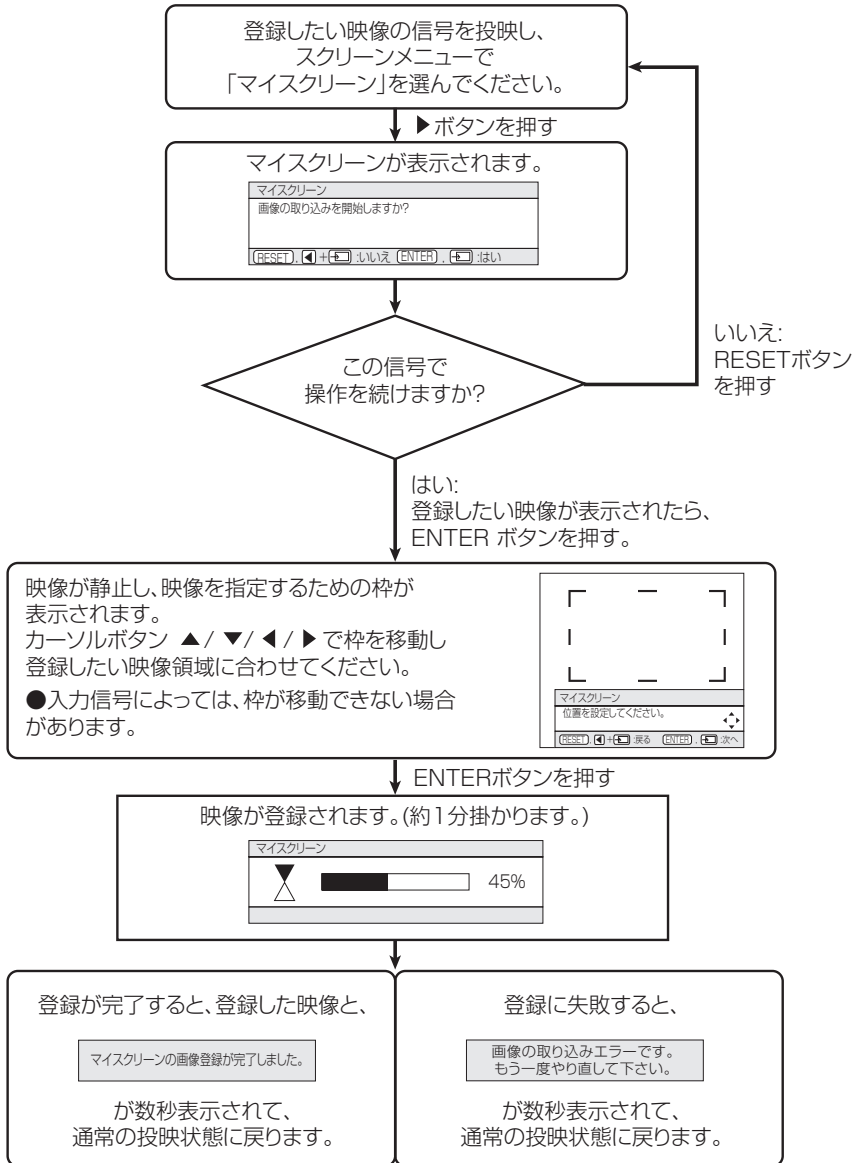 登録したい映像の信号を投映し、
スクリーンメニューで
「マイスクリーン」を選んでください。
▶ボタンを押す
マイスクリーンが表示されます。
マイスクリーン
画像の取り込みを開始しますか?
RESET , ◀ + :いいえ ENTER , :はい
この信号で
操作を続けますか?
いいえ:
RESETボタン
を押す
はい:
登録したい映像が表示されたら、
ENTER ボタンを押す。
映像が静止し、映像を指定するための枠が
表示されます。
カーソルボタン ▲/ ▼/ ◀ / ▶ で枠を移動し
登録したい映像領域に合わせてください。
●入力信号によっては、枠が移動できない場合
があります。
マイスクリーン
位置を設定してください。
RESET , ◀ + :戻る ENTER , :次へ
ENTERボタンを押す
映像が登録されます。(約1分掛かります。)
マイスクリーン
45%
登録が完了すると、登録した映像と、
マイスクリーンの画像登録が完了しました。
が数秒表示されて、
通常の投映状態に戻ります。
登録に失敗すると、
画像の取り込みエラーです。
もう一度やり直して下さい。
が数秒表示されて、
通常の投映状態に戻ります。